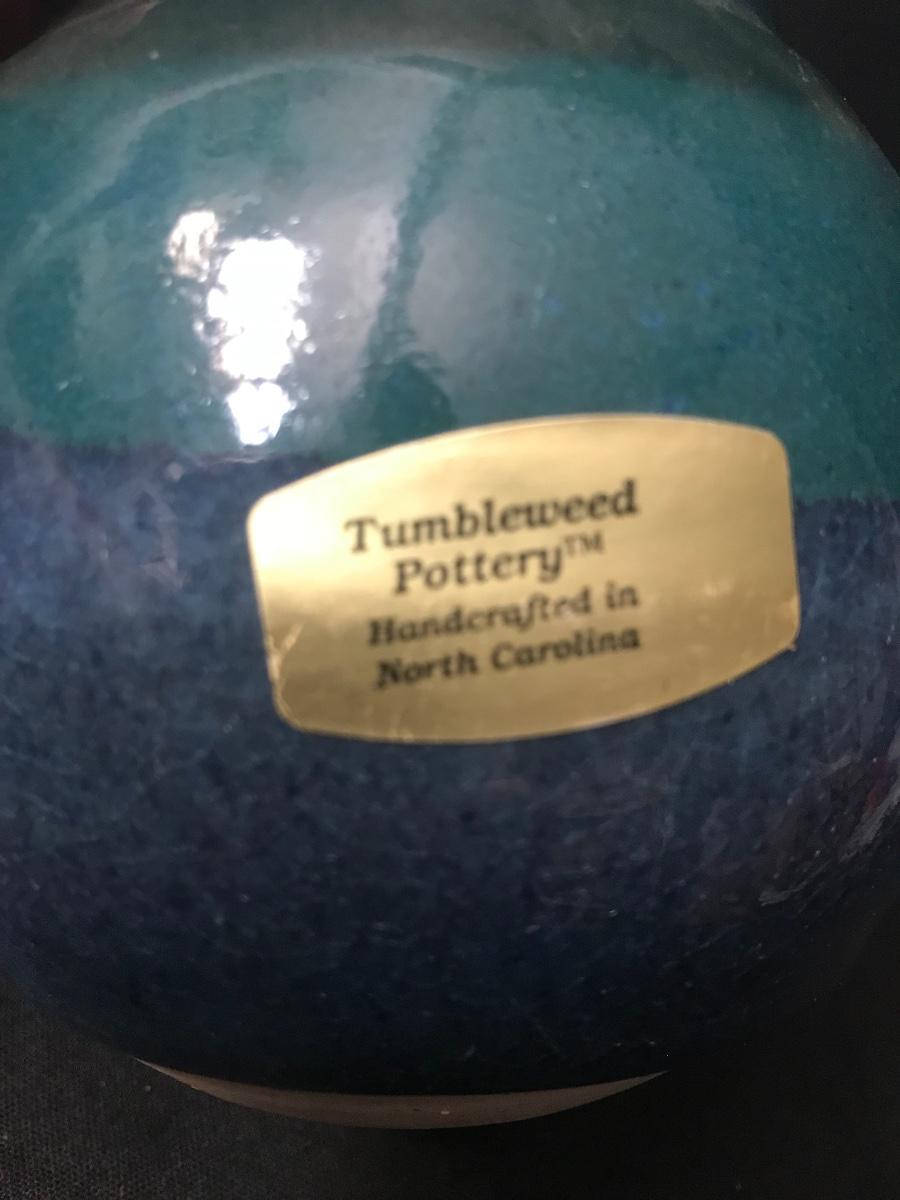 Tumbleweed
Pottery™
Handcrafted in
North Carolina